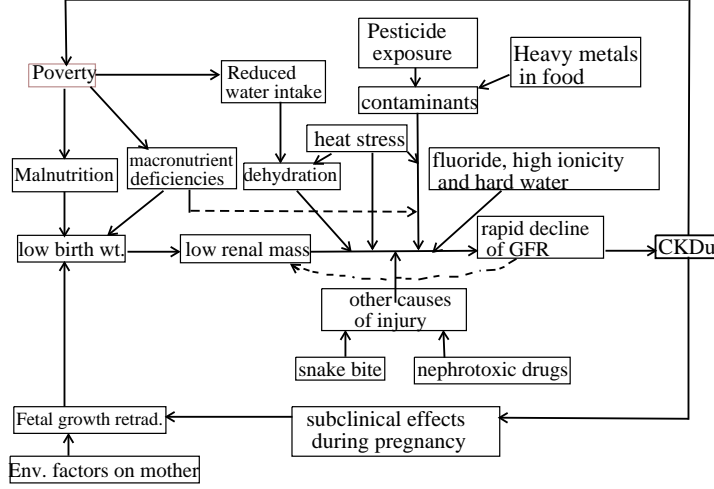 Pesticide
exposure
Heavy metals
in food
Poverty
Reduced
water intake
contaminants
heat stress
Malnutrition
macronutrient
deficiencies
dehydration
fluoride, high ionicity
and hard water
low birth wt.
low renal mass
rapid decline
of GFR
CKDu
other causes
of injury
snake bite
nephrotoxic drugs
Fetal growth retrad.
subclinical effects
during pregnancy
Env. factors on mother